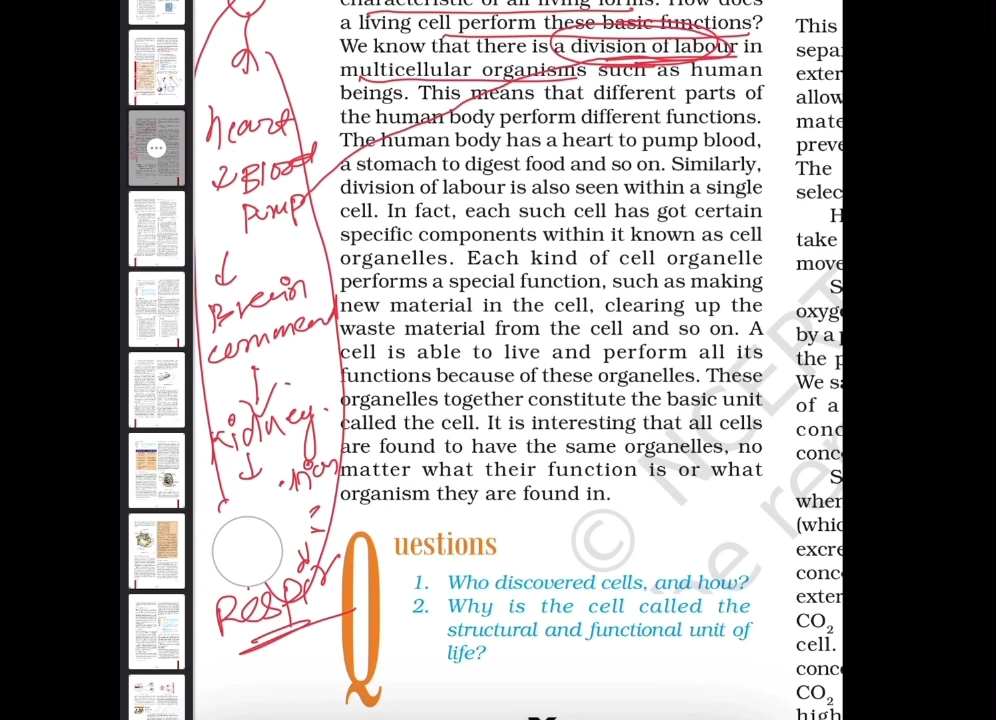 characteristic of all living forms. How does
a living cell perform these basic functions?
We know that there is a division of labour in
multicellular organisms such as human
beings. This means that different parts of
the human body perform different functions.
The human body has a heart to pump blood,
a stomach to digest food and so on. Similarly,
division of labour is also seen within a single
cell. In fact, each such cell has got certain
specific components within it known as cell
organelles. Each kind of cell organelle
performs a special function, such as making
new material in the cell, clearing up the
waste material from the cell and so on. A
cell is able to live and perform all its
functions because of these organelles. These
organelles together constitute the basic unit
called the cell. It is interesting that all cells
are found to have the same organelles, no
matter what their function is or what
organism they are found in.
Questions
1. Who discovered cells, and how?
2. Why is the cell called the
structural and functional unit of
life?
heart
Blood
pump
Brain
command
Kidney
© NCERT
be re
This
sepa
exter
allow
mate
preve
The
selec
H
take
move
S
oxyg
by a p
the p
We sa
of a
conc
conce
S
when
(whic
excre
conce
exter
CO2
cell.
conce
CO2
high